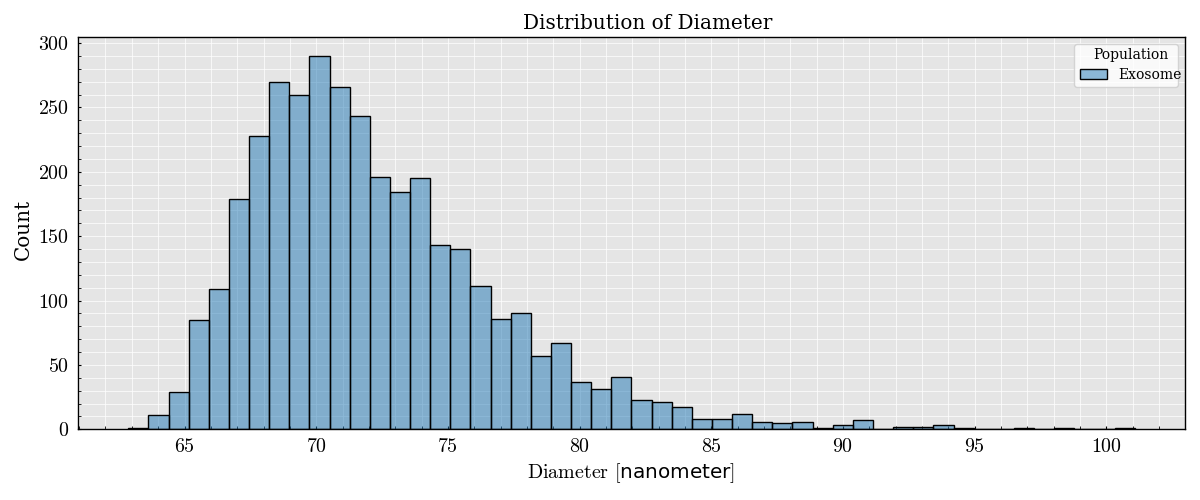 Distribution of Diameter
Population
Exosome
300
250
200
150
100
50
0
Count
65 70 75 80 85 90 95 100
Diameter [nanometer]